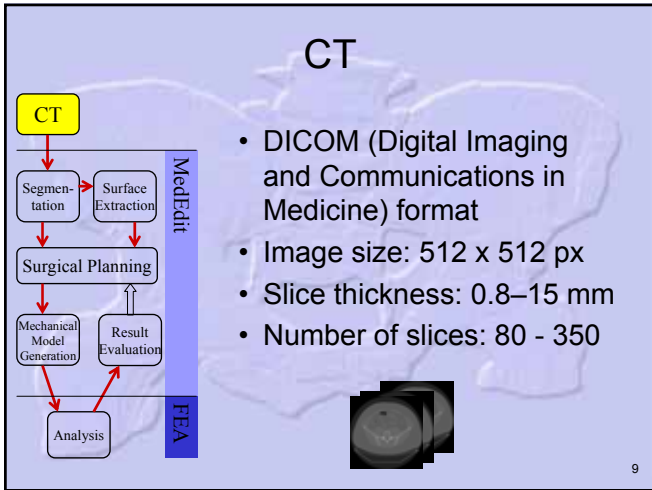 CT
CT
Segmen-
tation
Surface
Extraction
Surgical Planning
Mechanical
Model
Generation
Result
Evaluation
Analysis
MedEdit
FEA
• DICOM (Digital Imaging
and Communications in
Medicine) format
• Image size: 512 x 512 px
• Slice thickness: 0.8–15 mm
• Number of slices: 80 - 350
9